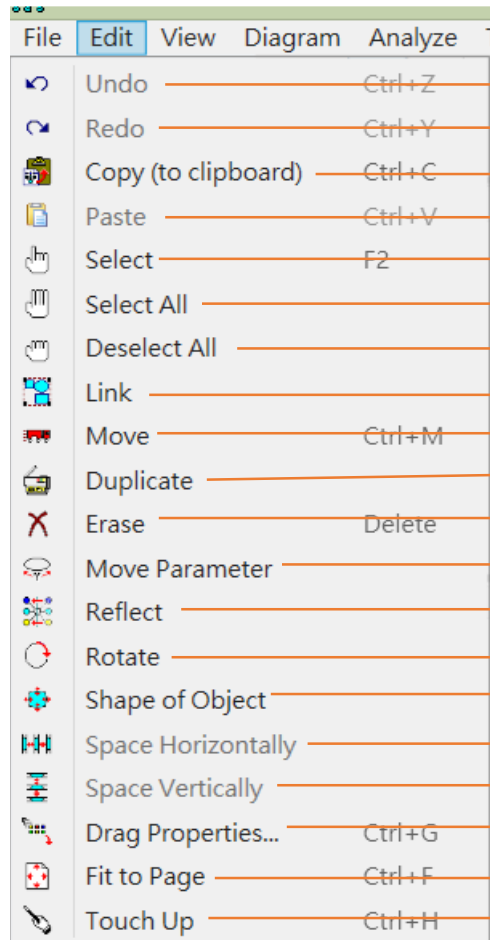 File Edit View Diagram Analyze
Undo Ctrl+Z
Redo Ctrl+Y
Copy (to clipboard) Ctrl+C
Paste Ctrl+V
Select F2
Select All
Deselect All
Link
Move Ctrl+M
Duplicate
Erase Delete
Move Parameter
Reflect
Rotate
Shape of Object
Space Horizontally
Space Vertically
Drag Properties... Ctrl+G
Fit to Page Ctrl+F
Touch Up Ctrl+H